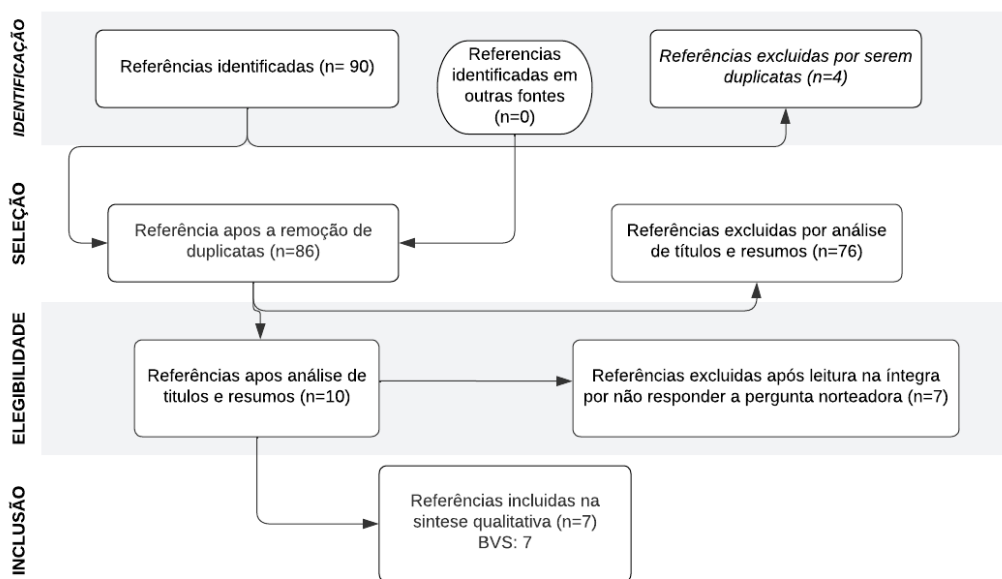 IDENTIFICAÇÃO
Referências identificadas (n= 90)
Referencias
identificadas em
outras fontes
(n=0)
Referências excluidas por serem
duplicatas (n=4)
SELEÇÃO
Referência apos a remoção de
duplicatas (n=86)
Referências excluidas por análise
de títulos e resumos (n=76)
ELEGIBILIDADE
Referências apos análise de
titulos e resumos (n=10)
Referências excluidas após leitura na íntegra
por não responder a pergunta norteadora (n=7)
INCLUSÃO
Referências incluidas na
sintese qualitativa (n=7)
BVS: 7